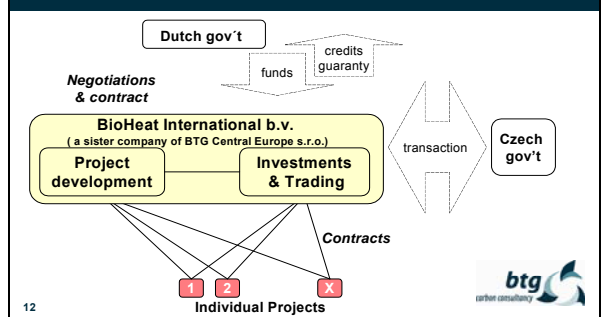 Dutch gov´t
credits
guaranty
funds
Negotiations
& contract
BioHeat International b.v.
( a sister company of BTG Central Europe s.r.o.)
Project
development
Investments
& Trading
transaction
Czech
gov't
Contracts
1 2 X
Individual Projects
btg
carbon consultancy
12